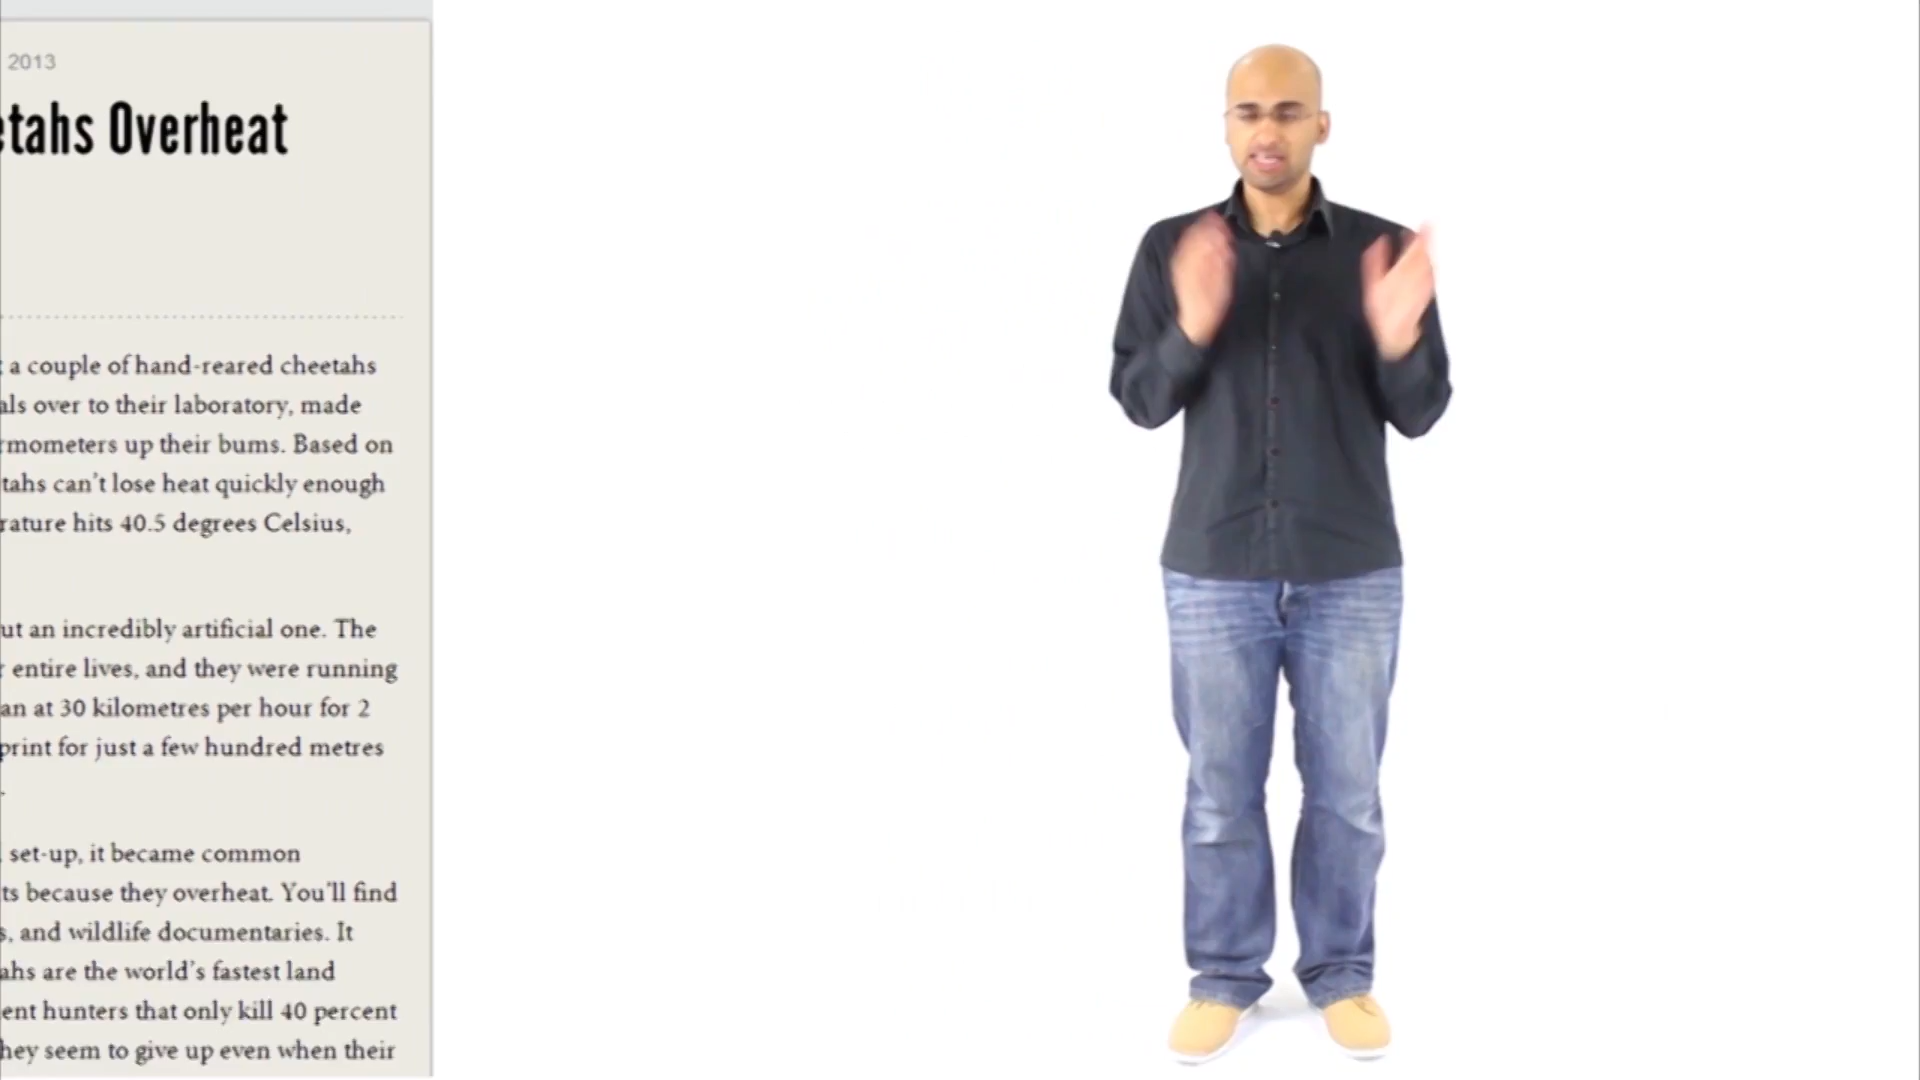 2013
etahs Overheat
a couple of hand-reared cheetahs
als over to their laboratory, made
rmometers up their bums. Based on
tahs can't lose heat quickly enough
rature hits 40.5 degrees Celsius,
ut an incredibly artificial one. The
r entire lives, and they were running
an at 30 kilometres per hour for 2
print for just a few hundred metres
set-up, it became common
ts because they overheat. You'll find
s, and wildlife documentaries. It
ahs are the world's fastest land
ent hunters that only kill 40 percent
hey seem to give up even when their